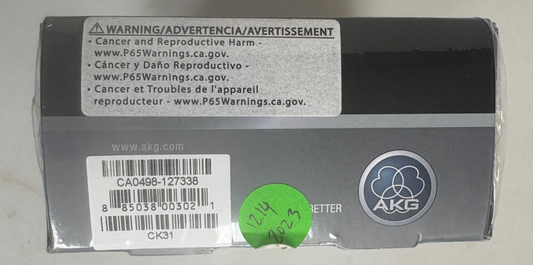 ⚠WARNING/ADVERTENCIA/AVERTISSEMENT
• Cancer and Reproductive Harm -
www.P65Warnings.ca.gov.
• Cáncer y Daño Reproductivo -
www.P65Warnings.ca.gov.
• Cancer et Troubles de l'appareil
reproducteur - www.P65Warnings.ca.gov.
www.akg.com
CA0498-127338
8 85038 00302 1
CK31
12.14
2023
BETTER
AKG